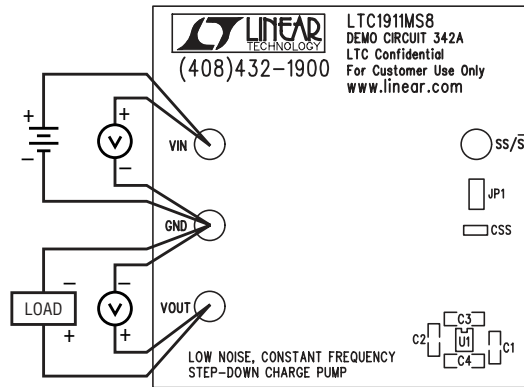 LINEAR
TECHNOLOGY
(408)432-1900
LTC1911MS8
DEMO CIRCUIT 342A
LTC Confidential
For Customer Use Only
www.linear.com
+
−
+
V
−
VIN
SS/S̅
JP1
GND
CSS
−
LOAD
+
−
V
+
VOUT
C3
C2
U1
C1
C4
LOW NOISE, CONSTANT FREQUENCY
STEP-DOWN CHARGE PUMP